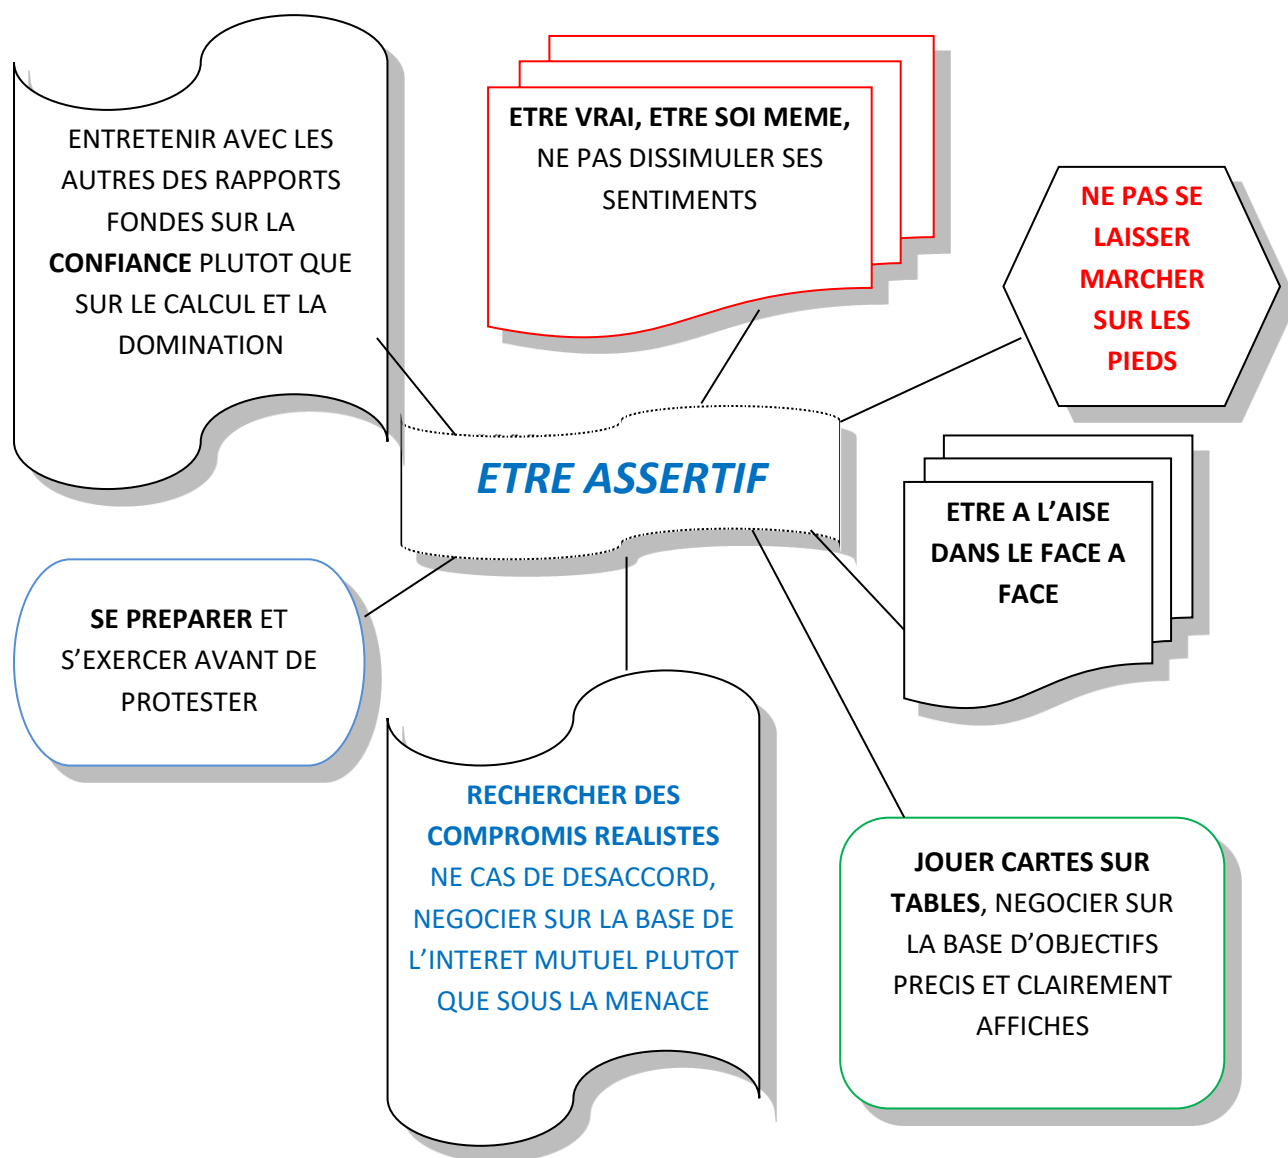 ENTRETENIR AVEC LES
AUTRES DES RAPPORTS
FONDES SUR LA
CONFIANCE PLUTOT QUE
SUR LE CALCUL ET LA
DOMINATION
ETRE VRAI, ETRE SOI MEME,
NE PAS DISSIMULER SES
SENTIMENTS
NE PAS SE
LAISSER
MARCHER
SUR LES
PIEDS
ETRE ASSERTIF
ETRE A L’AISE
DANS LE FACE A
FACE
SE PREPARER ET
S’EXERCER AVANT DE
PROTESTER
RECHERCHER DES
COMPROMIS REALISTES
NE CAS DE DESACCORD,
NEGOCIER SUR LA BASE DE
L’INTERET MUTUEL PLUTOT
QUE SOUS LA MENACE
JOUER CARTES SUR
TABLES, NEGOCIER SUR
LA BASE D’OBJECTIFS
PRECIS ET CLAIREMENT
AFFICHES